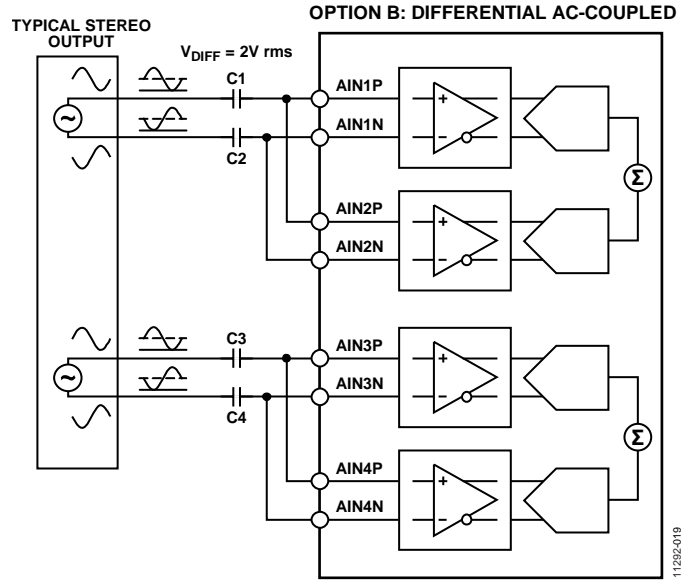 OPTION B: DIFFERENTIAL AC-COUPLED
TYPICAL STEREO
OUTPUT
VDIFF = 2V rms
C1
C2
AIN1P
+
AIN1N
–
Σ
AIN2P
+
AIN2N
–
C3
C4
AIN3P
+
AIN3N
–
Σ
AIN4P
+
AIN4N
–
11292-019